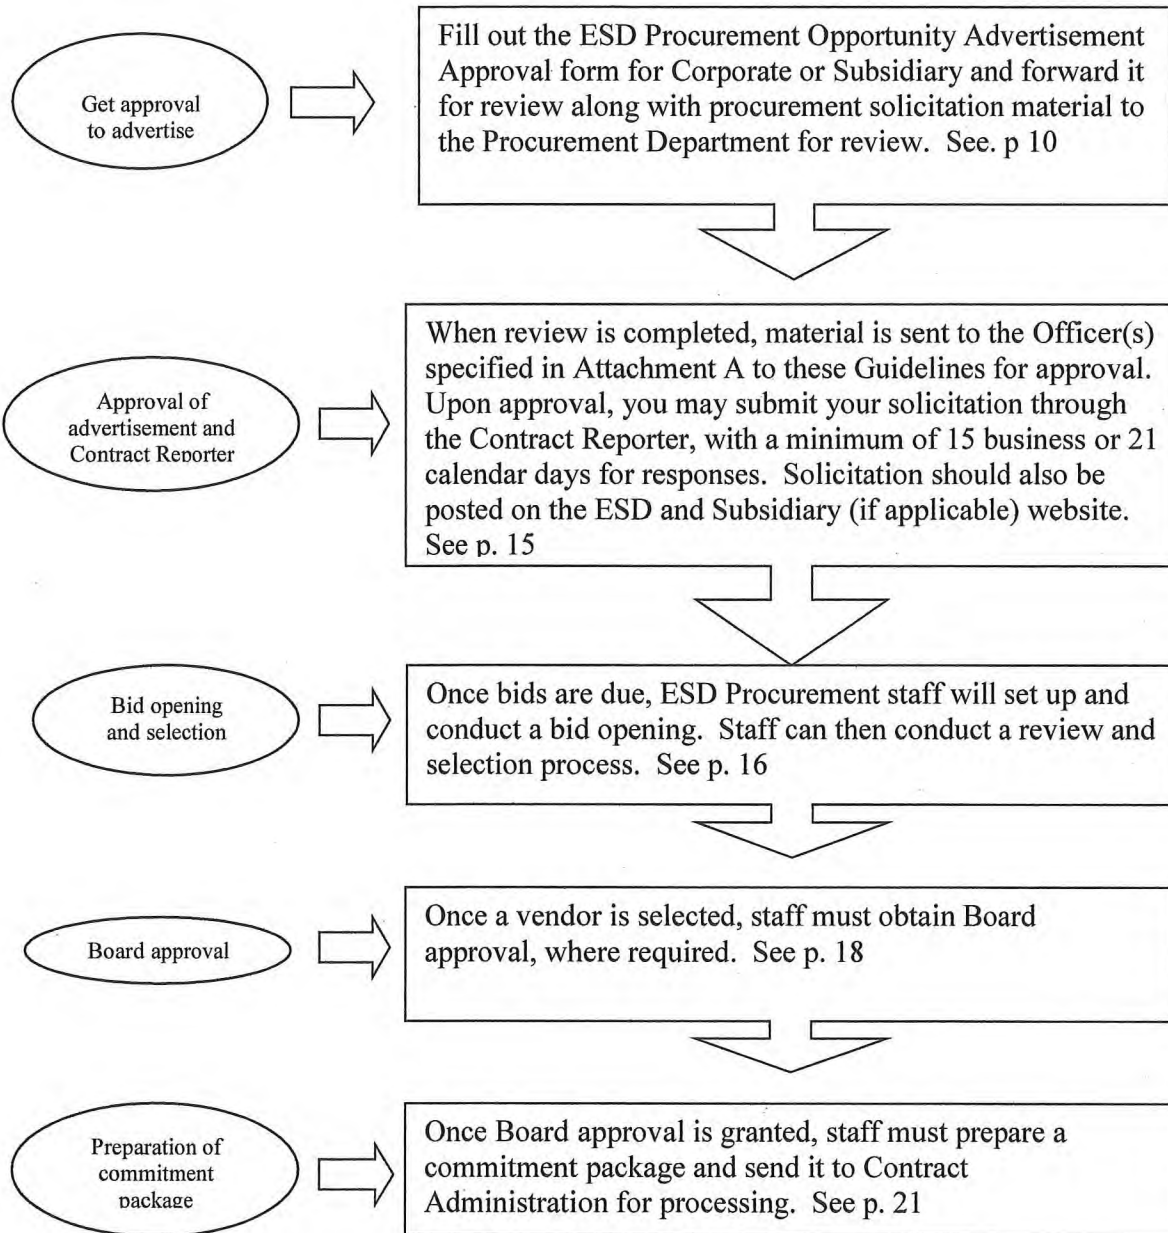 Get approval
to advertise
Fill out the ESD Procurement Opportunity Advertisement
Approval form for Corporate or Subsidiary and forward it
for review along with procurement solicitation material to
the Procurement Department for review.  See. p 10
Approval of
advertisement and
Contract Reporter
When review is completed, material is sent to the Officer(s)
specified in Attachment A to these Guidelines for approval.
Upon approval, you may submit your solicitation through
the Contract Reporter, with a minimum of 15 business or 21
calendar days for responses.  Solicitation should also be
posted on the ESD and Subsidiary (if applicable) website.
See p. 15
Bid opening
and selection
Once bids are due, ESD Procurement staff will set up and
conduct a bid opening.  Staff can then conduct a review and
selection process.  See p. 16
Board approval
Once a vendor is selected, staff must obtain Board
approval, where required.  See p. 18
Preparation of
commitment
package
Once Board approval is granted, staff must prepare a
commitment package and send it to Contract
Administration for processing.  See p. 21